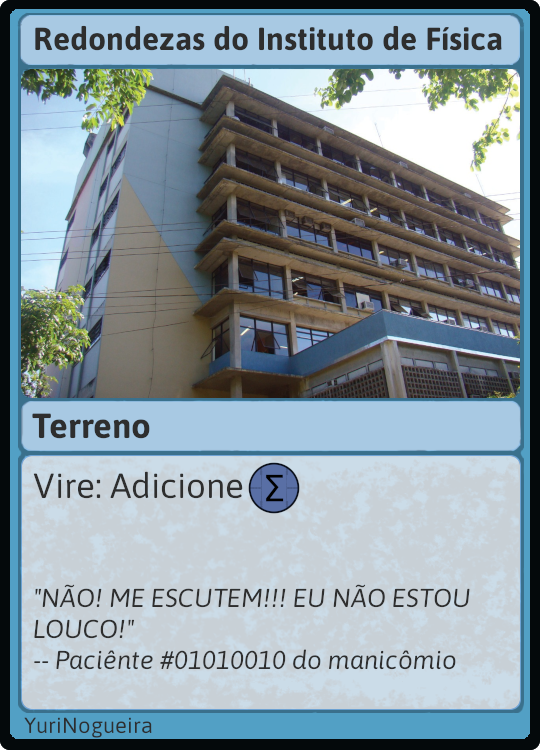 Redondezas do Instituto de Física
Terreno
Vire: Adicione Σ
"NÃO! ME ESCUTEM!!! EU NÃO ESTOU
LOUCO!"
-- Paciênte #01010010 do manicômio
YuriNogueira